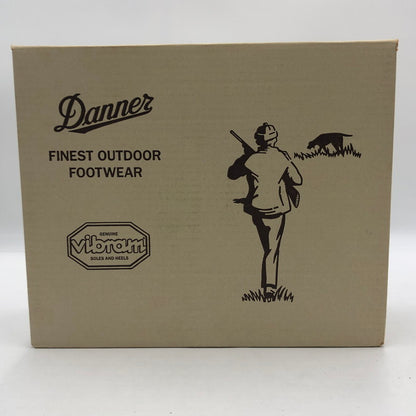 Danner
FINEST OUTDOOR
FOOTWEAR
GENUINE
vibram
SOLES AND HEELS